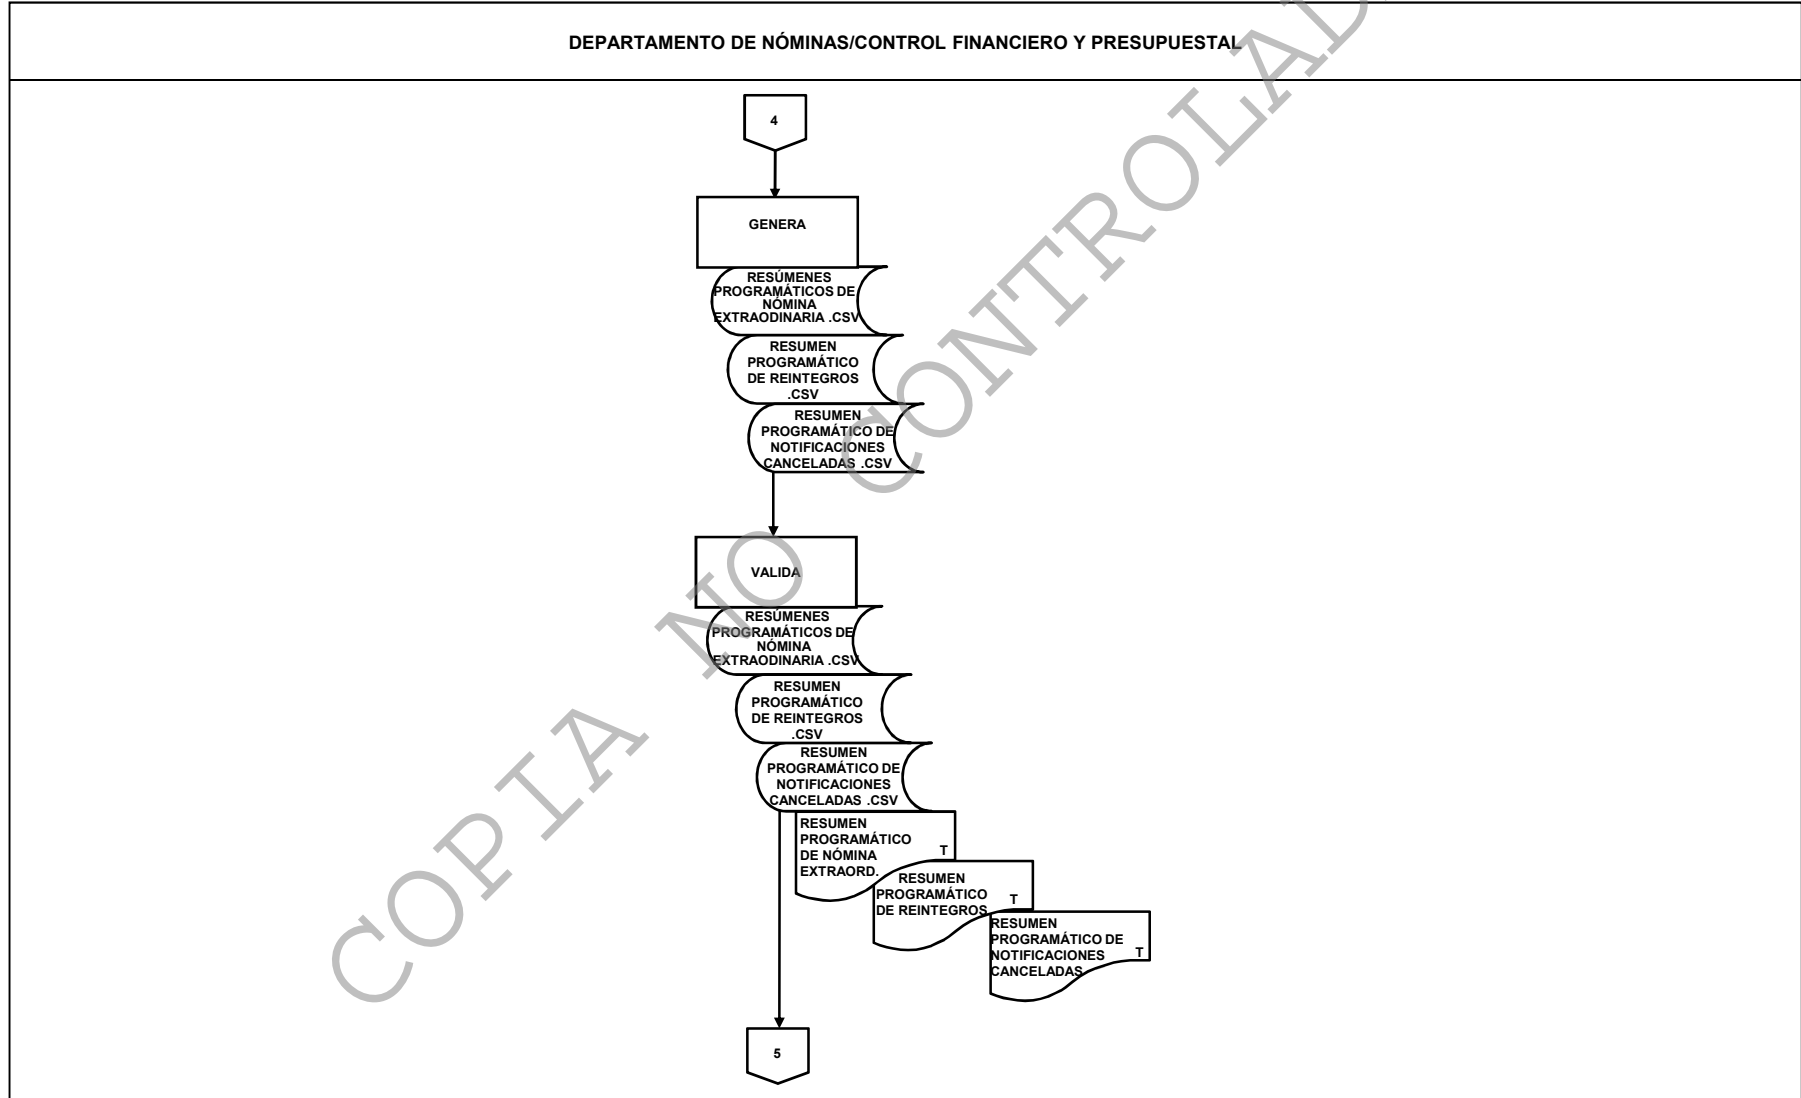 DEPARTAMENTO DE NÓMINAS/CONTROL FINANCIERO Y PRESUPUESTAL
4
GENERA
RESÚMENES
PROGRAMÁTICOS DE
NÓMINA
EXTRAODINARIA .CSV
RESUMEN
PROGRAMÁTICO
DE REINTEGROS
.CSV
RESUMEN
PROGRAMÁTICO DE
NOTIFICACIONES
CANCELADAS .CSV
VALIDA
RESÚMENES
PROGRAMÁTICOS DE
NÓMINA
EXTRAODINARIA .CSV
RESUMEN
PROGRAMÁTICO
DE REINTEGROS
.CSV
RESUMEN
PROGRAMÁTICO DE
NOTIFICACIONES
CANCELADAS .CSV
RESUMEN
PROGRAMÁTICO
DE NÓMINA
EXTRAORD.
T
RESUMEN
PROGRAMÁTICO
DE REINTEGROS
T
RESUMEN
PROGRAMÁTICO DE
NOTIFICACIONES
CANCELADAS
T
5
COPIA NO CONTROLAD